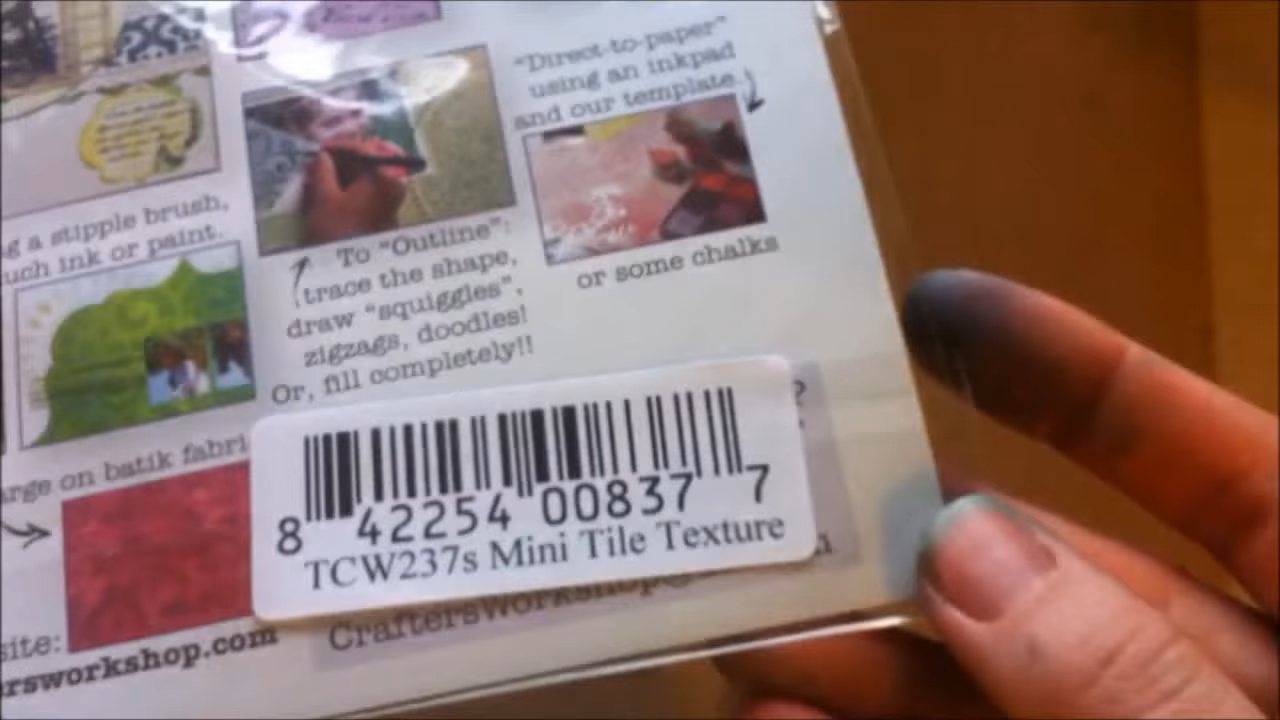 "Direct-to-paper"
using an inkpad
and our template.
or some chalks
g a stipple brush,
uch ink or paint.
To "Outline":
trace the shape,
draw "squiggles",
zigzags, doodles!
Or, fill completely!!
arge on batik fabri
8 42254 00837 7
TCW237s Mini Tile Texture
site:
ersworkshop.com
CraftersWorkshop@